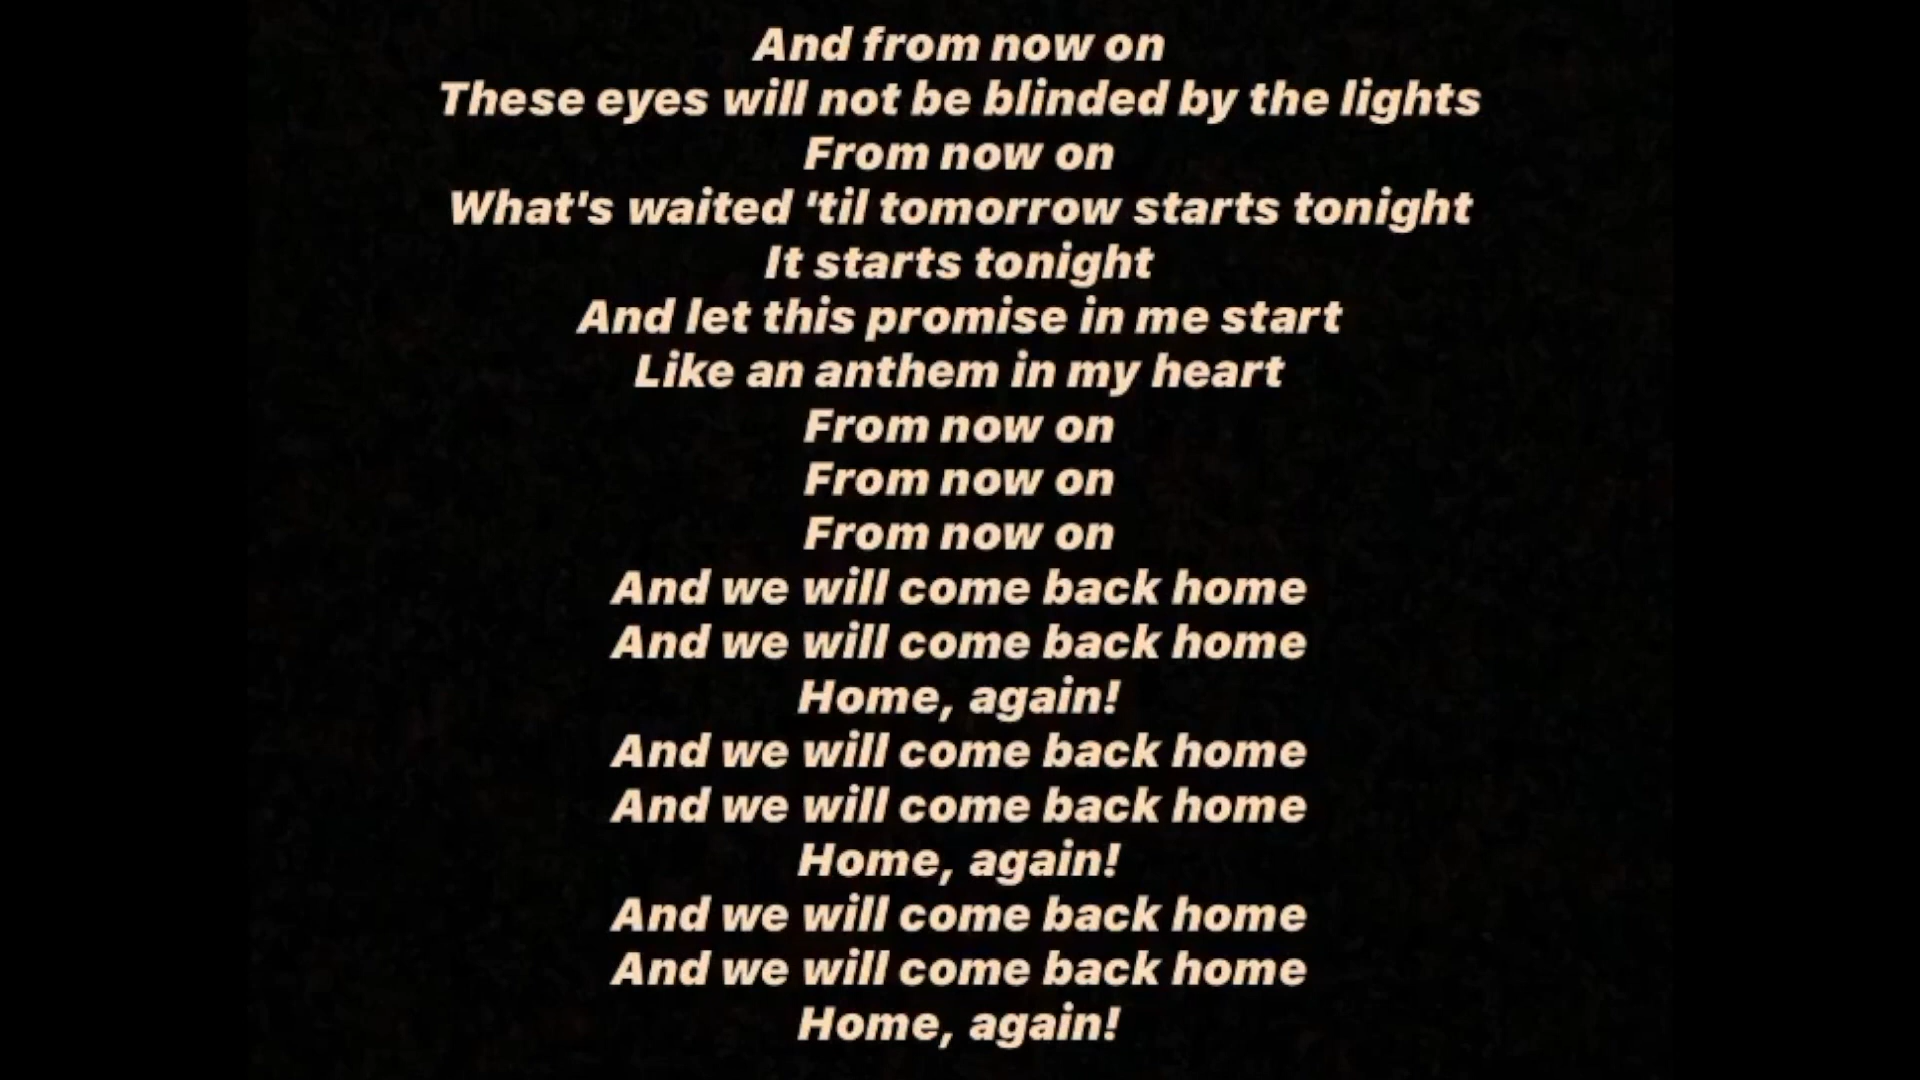 And from now on
These eyes will not be blinded by the lights
From now on
What's waited 'til tomorrow starts tonight
It starts tonight
And let this promise in me start
Like an anthem in my heart
From now on
From now on
From now on
And we will come back home
And we will come back home
Home, again!
And we will come back home
And we will come back home
Home, again!
And we will come back home
And we will come back home
Home, again!